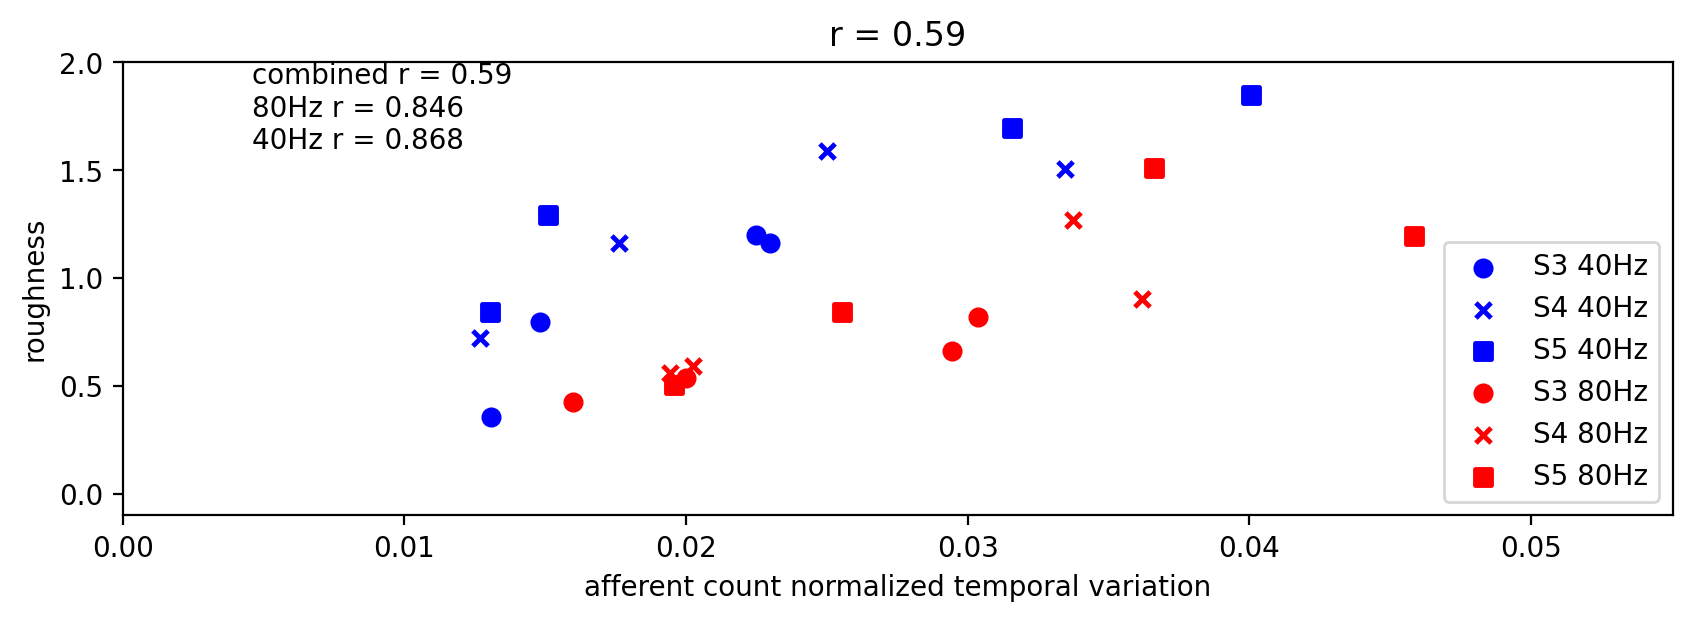 r = 0.59
combined r = 0.59
80Hz r = 0.846
40Hz r = 0.868
2.0
1.5
1.0
0.5
0.0
roughness
S3 40Hz
S4 40Hz
S5 40Hz
S3 80Hz
S4 80Hz
S5 80Hz
0.00 0.01 0.02 0.03 0.04 0.05
afferent count normalized temporal variation